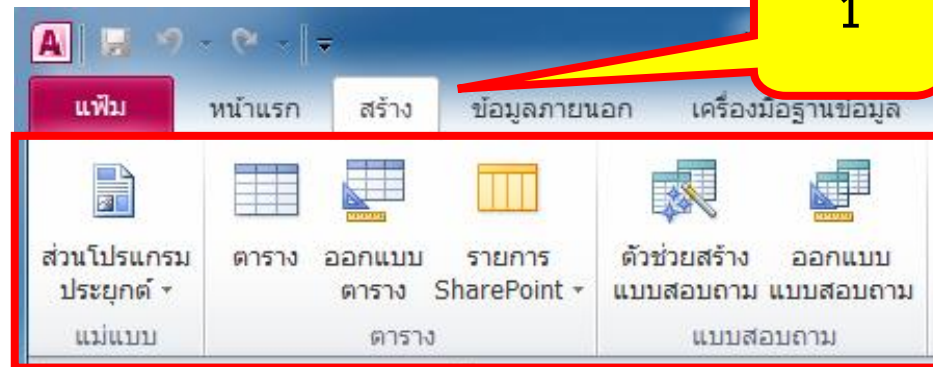 1
A
แฟ้ม หน้าแรก สร้าง ข้อมูลภายนอก เครื่องมือฐานข้อมูล
ส่วนโปรแกรม ตาราง ออกแบบ รายการ ตัวช่วยสร้าง ออกแบบ
ประยุกต์ ตาราง SharePoint แบบสอบถาม แบบสอบถาม
แม่แบบ ตาราง แบบสอบถาม